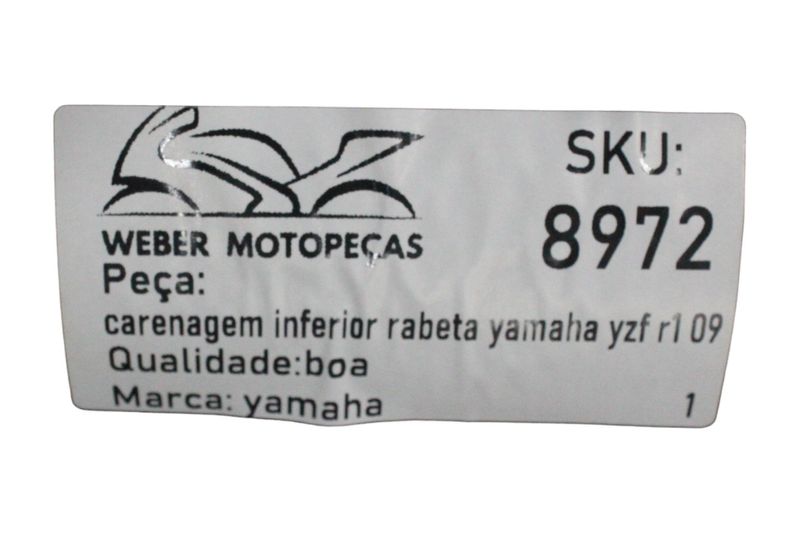 SKU:
8972
WEBER MOTOPEÇAS
Peça:
carenagem inferior rabeta yamaha yzf r1 09
Qualidade:boa
Marca: yamaha
1